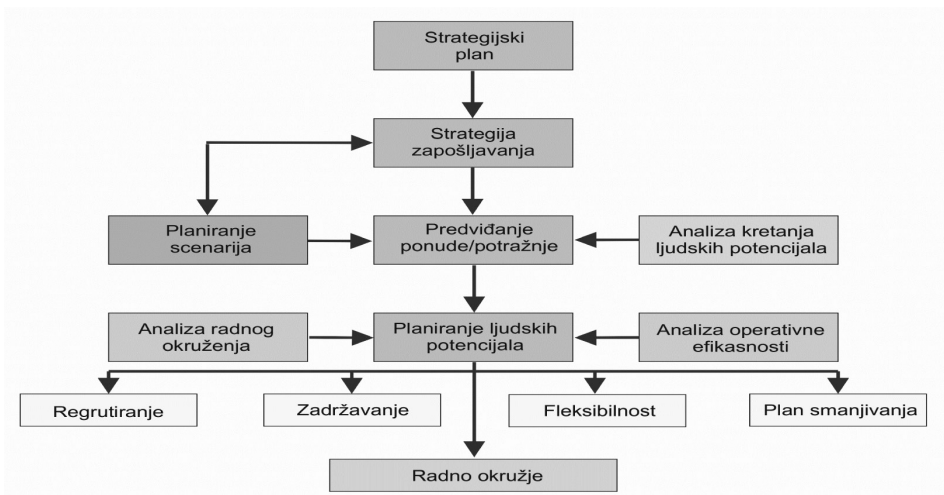 Strategijski
plan
Strategija
zapošljavanja
Planiranje
scenarija
Predviđanje
ponude/potražnje
Analiza kretanja
ljudskih potencijala
Analiza radnog
okruženja
Planiranje ljudskih
potencijala
Analiza operativne
efikasnosti
Regrutiranje
Zadržavanje
Fleksibilnost
Plan smanjivanja
Radno okružje